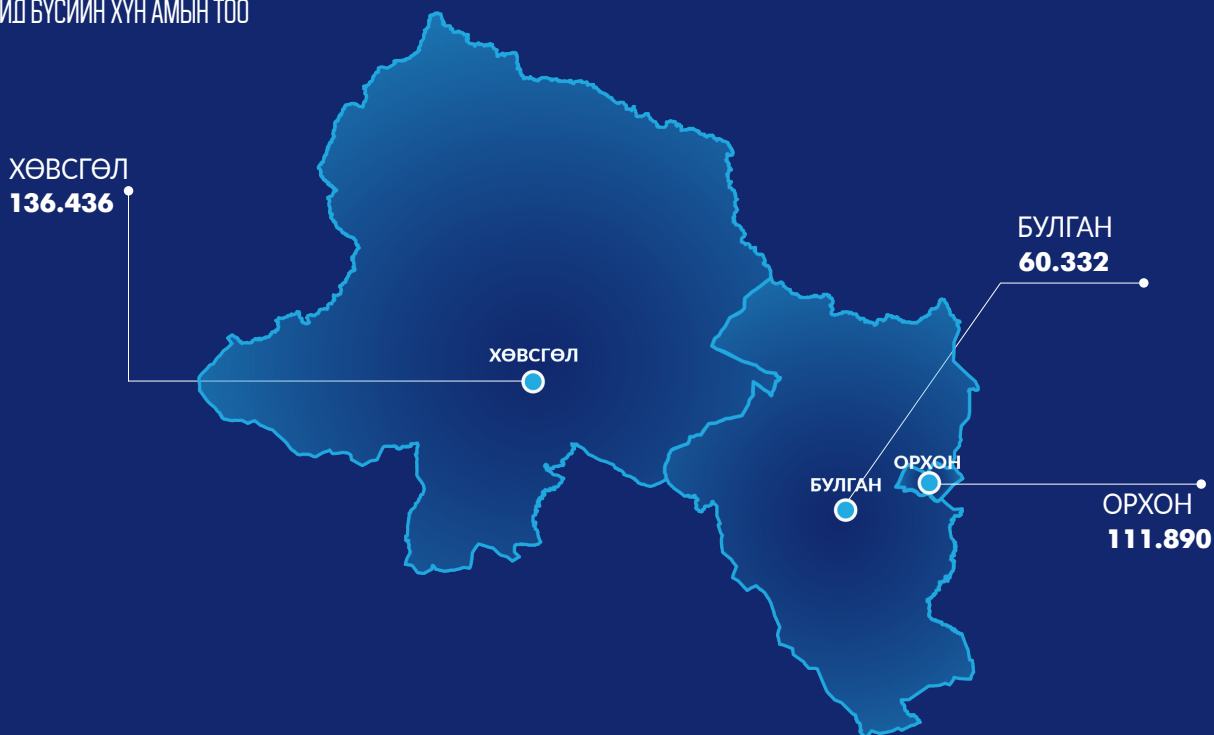 БҮСИЙН ХҮН АМЫН ТОО
ХӨВСГӨЛ
136.436
БУЛГАН
60.332
ХӨВСГӨЛ
ОРХОН
БУЛГАН
ОРХОН
111.890